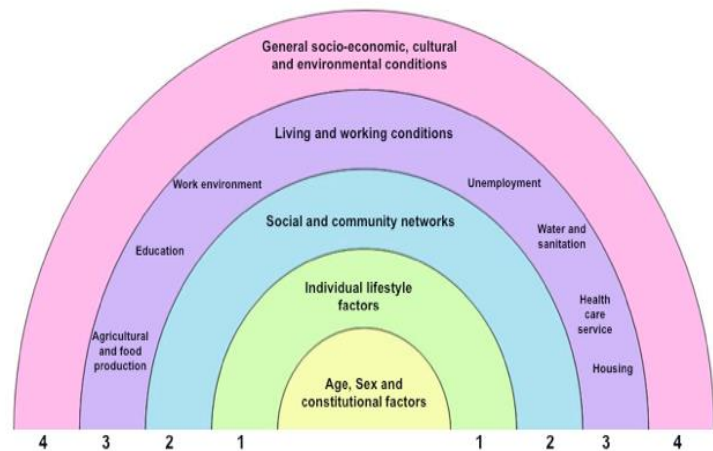 General socio-economic, cultural
and environmental conditions
Living and working conditions
Work environment
Unemployment
Social and community networks
Water and
sanitation
Education
Individual lifestyle
factors
Health
care
service
Agricultural
and food
production
Housing
Age, Sex and
constitutional factors
4 3 2 1 1 2 3 4